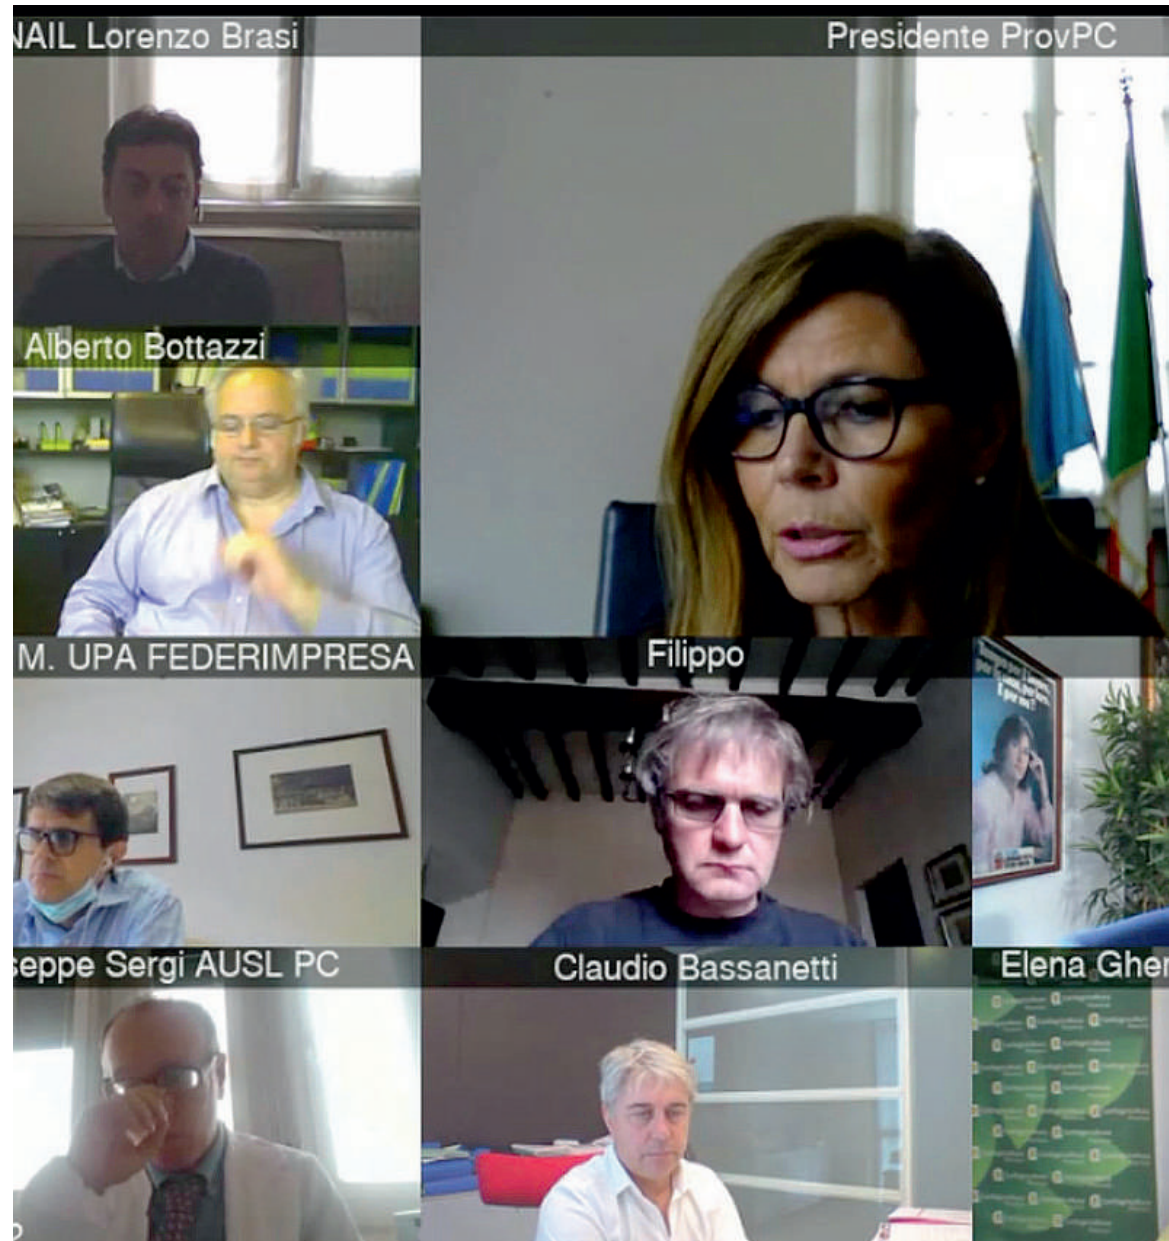 NAIL Lorenzo Brasi
Presidente ProvPC
Alberto Bottazzi
M. UPA FEDERIMPRESA
Filippo
seppe Sergi AUSL PC
Claudio Bassanetti
Elena Gher